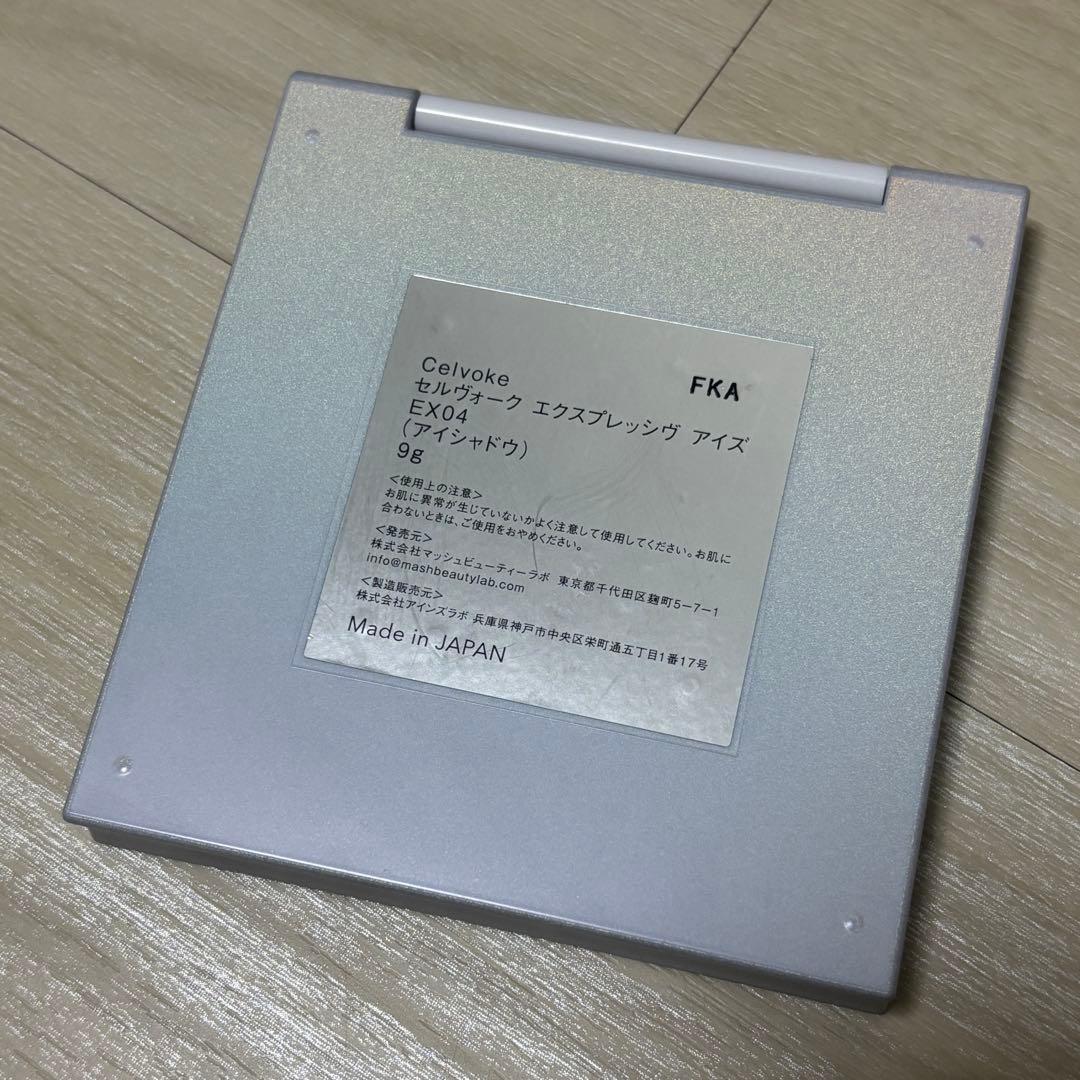 Celvoke
FKA
セルヴォーク エクスプレッシヴ アイズ
EX04
(アイシャドウ)
9g
<使用上の注意>
お肌に異常が生じていないかよく注意して使用してください。お肌に
合わないときは、ご使用をおやめください。
<発売元>
株式会社マッシュビューティーラボ 東京都千代田区麹町5-7-1
info@mashbeautylab.com
<製造販売元>
株式会社アインズラボ 兵庫県神戸市中央区栄町通五丁目1番17号
Made in JAPAN